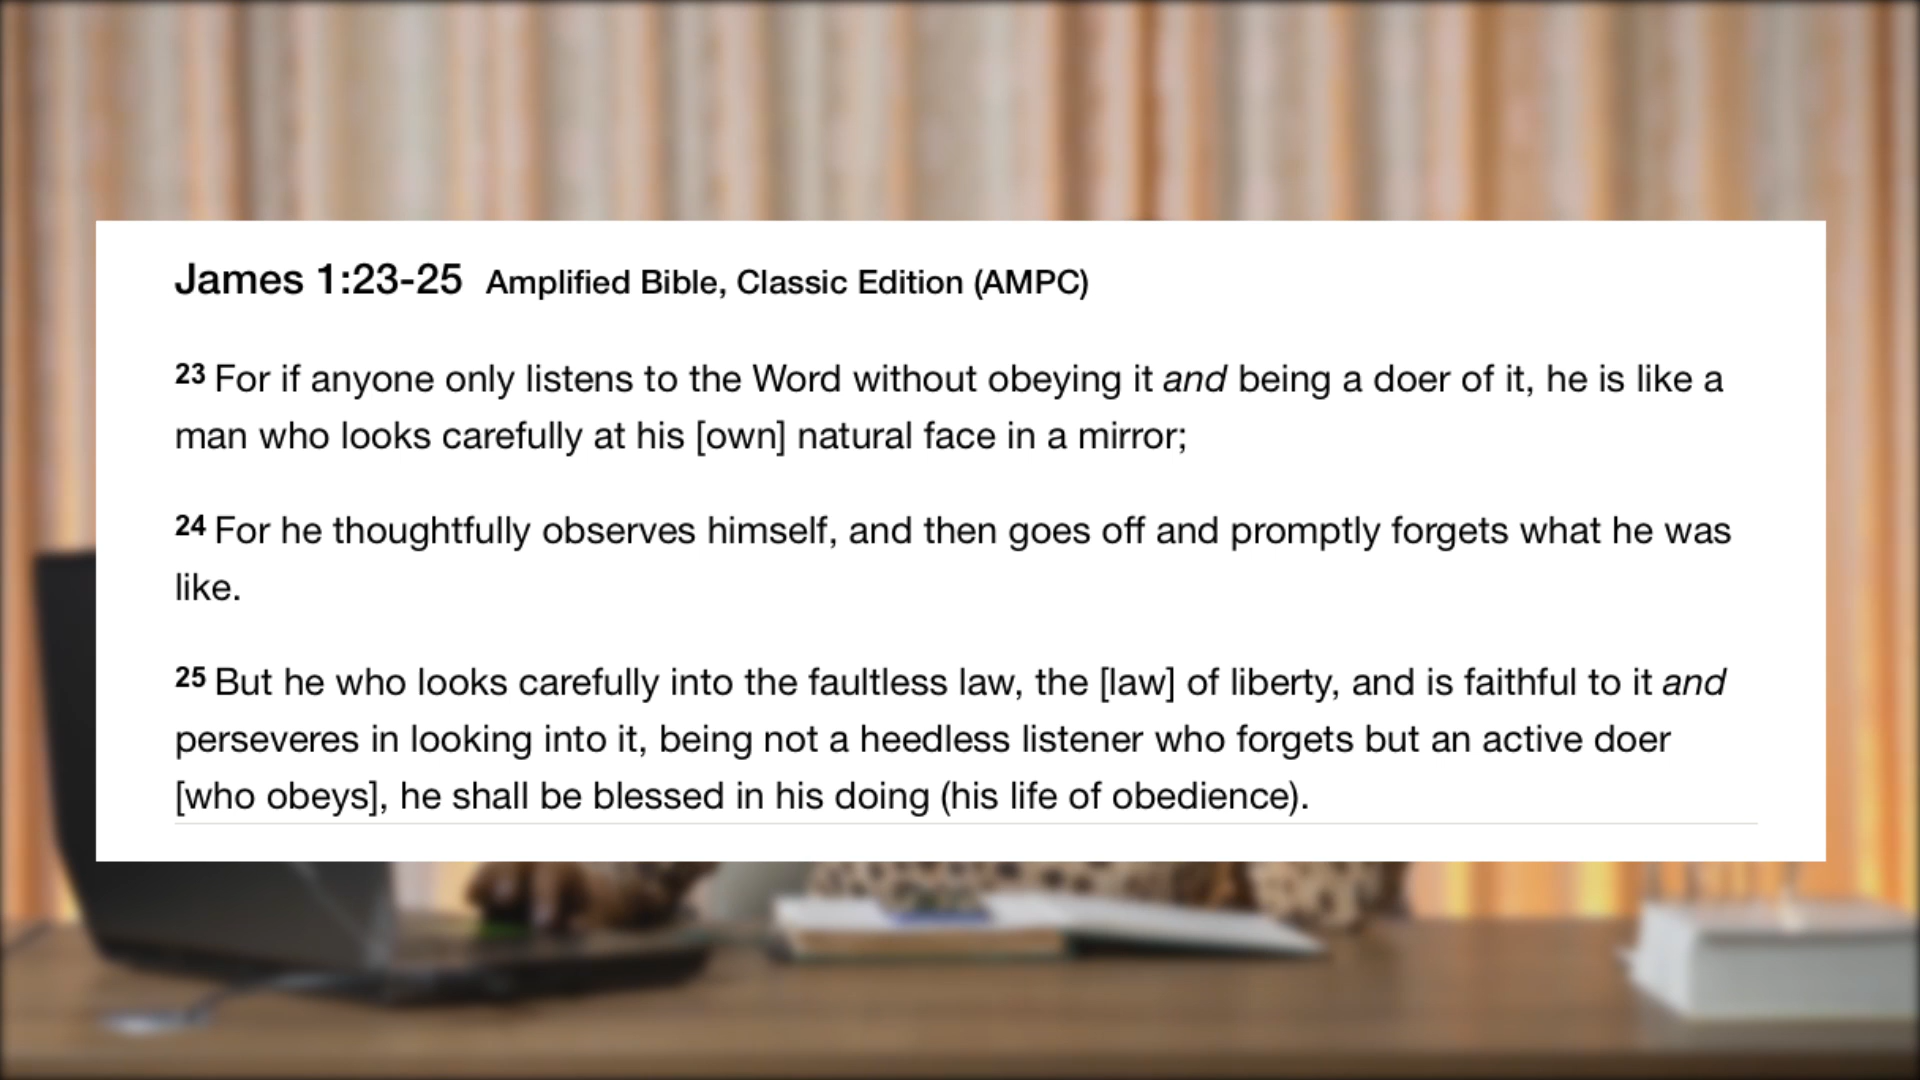 James 1:23-25 Amplified Bible, Classic Edition (AMPC)
23 For if anyone only listens to the Word without obeying it and being a doer of it, he is like a
man who looks carefully at his [own] natural face in a mirror;
24 For he thoughtfully observes himself, and then goes off and promptly forgets what he was
like.
25 But he who looks carefully into the faultless law, the [law] of liberty, and is faithful to it and
perseveres in looking into it, being not a heedless listener who forgets but an active doer
[who obeys], he shall be blessed in his doing (his life of obedience).